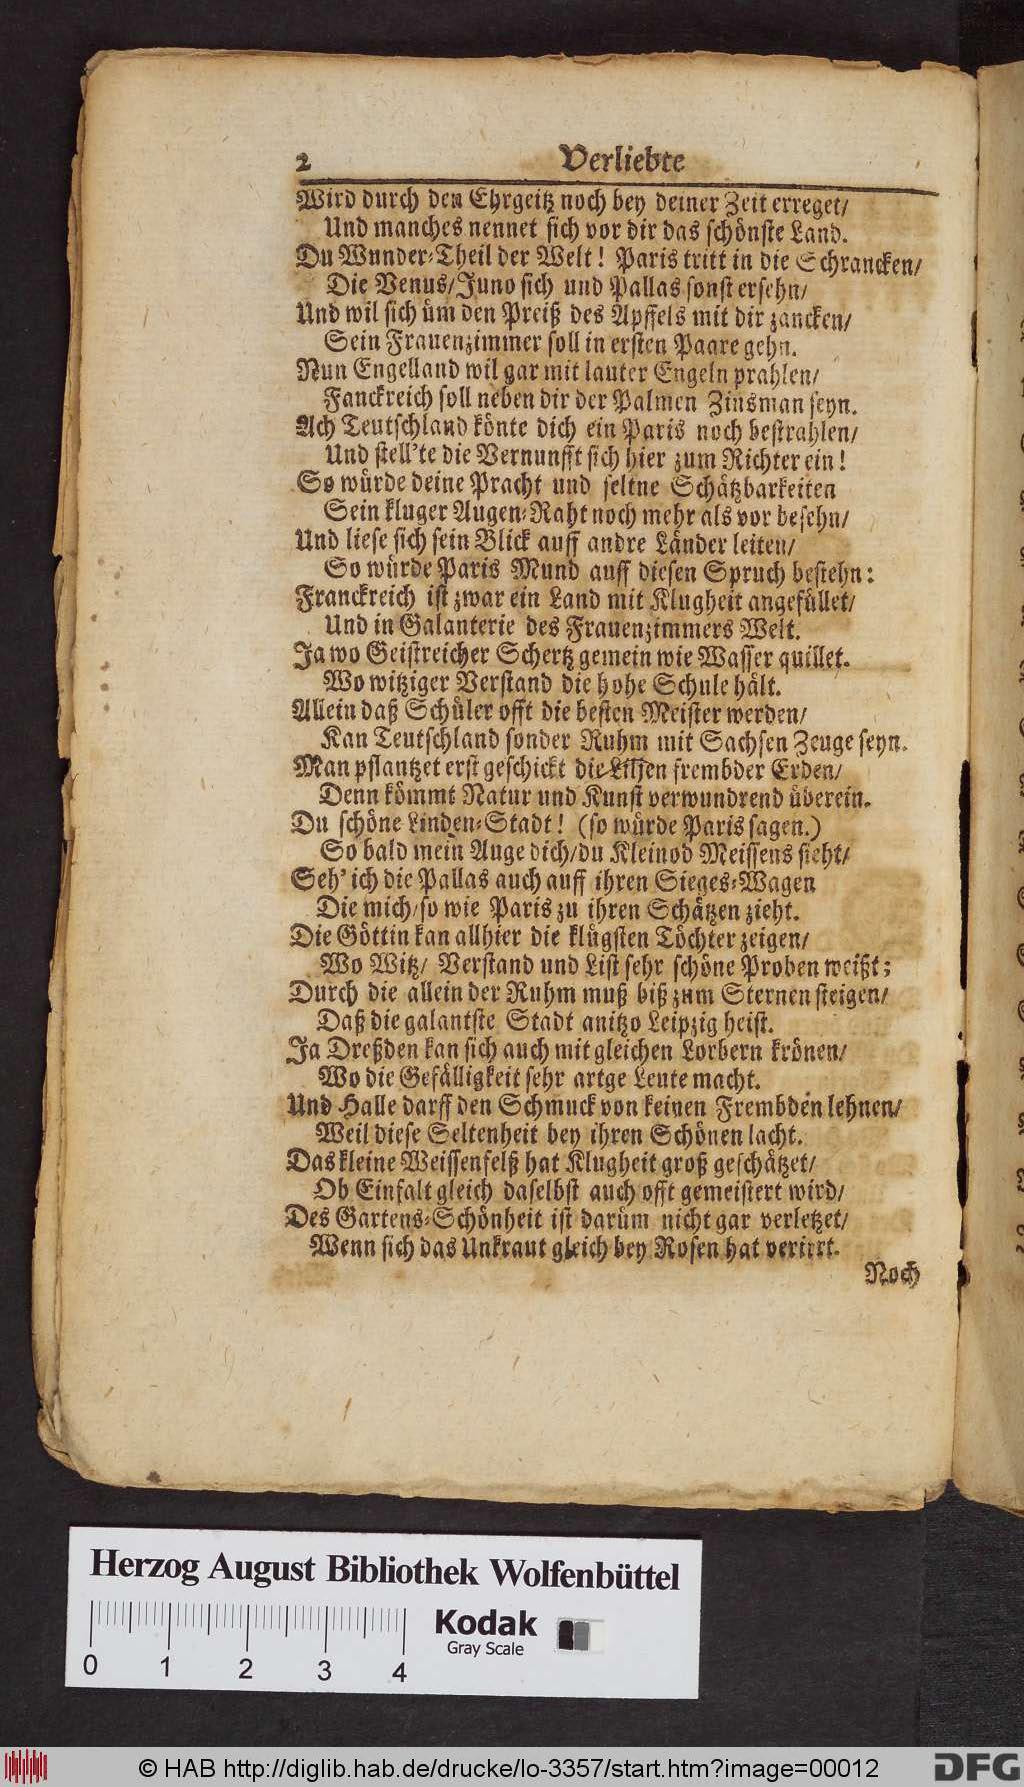 2 Verliebte
Wird durch den Ehrgeitz noch bey deiner Zeit erreget/
Und manches nennet sich vor dir das schönste Land.
Du Wunder-Theil der Welt! Paris tritt in die Schrancken/
Die Venus/Juno sich und Pallas sonst ersehn/
Und wil sich üm den Preiß des Apffels mit dir zancken/
Sein Frauenzimmer soll in ersten Paare gehn.
Nun Engelland wil gar mit lauter Engeln prahlen/
Fanckreich soll neben dir der Palmen Zinsman seyn.
Ach Teutschland könte dich ein Paris noch bestrahlen/
Und stell'te die Vernunfft sich hier zum Richter ein!
So würde deine Pracht und seltne Schätzbarkeiten
Sein kluger Augen-Raht noch mehr als vor besehn/
Und liese sich sein Blick auff andre Länder leiten/
So würde Paris Mund auff diesen Spruch bestehn:
Franckreich ist zwar ein Land mit Klugheit angefüllet/
Und in Galanterie des Frauenzimmers Welt.
Ja wo Geistreicher Schertz gemein wie Wasser quillet.
Wo witziger Verstand die hohe Schule hält.
Allein daß Schüler offt die besten Meister werden/
Kan Teutschland sonder Ruhm mit Sachsen Zeuge seyn.
Man pflantzet erst geschickt die Liljen frembder Erden/
Denn kömmt Natur und Kunst verwundrend überein.
Du schöne Linden-Stadt! (so würde Paris sagen.)
So bald mein Auge dich/du Kleinod Meissens sieht/
Seh' ich die Pallas auch auff ihren Sieges-Wagen
Die mich/so wie Paris zu ihren Schätzen zieht.
Die Göttin kan allhier die klügsten Töchter zeigen/
Wo Witz/ Verstand und List sehr schöne Proben weißt;
Durch die allein der Ruhm muß biß zum Sternen steigen/
Daß die galantste Stadt anitzo Leipzig heist.
Ja Dreßden kan sich auch mit gleichen Lorbern krönen/
Wo die Gefälligkeit sehr artge Leute macht.
Und Halle darff den Schmuck von keinen Frembden lehnen/
Weil diese Seltenheit bey ihren Schönen lacht.
Das kleine Weissenfelß hat Klugheit groß geschätzet/
Ob Einfalt gleich daselbst auch offt gemeistert wird/
Des Gartens-Schönheit ist darüm nicht gar verletzet/
Wenn sich das Unkraut gleich bey Rosen hat verirrt.
Noch
Herzog August Bibliothek Wolfenbüttel
Kodak
Gray Scale
0 1 2 3 4
© HAB http://diglib.hab.de/drucke/lo-3357/start.htm?image=00012
DFG